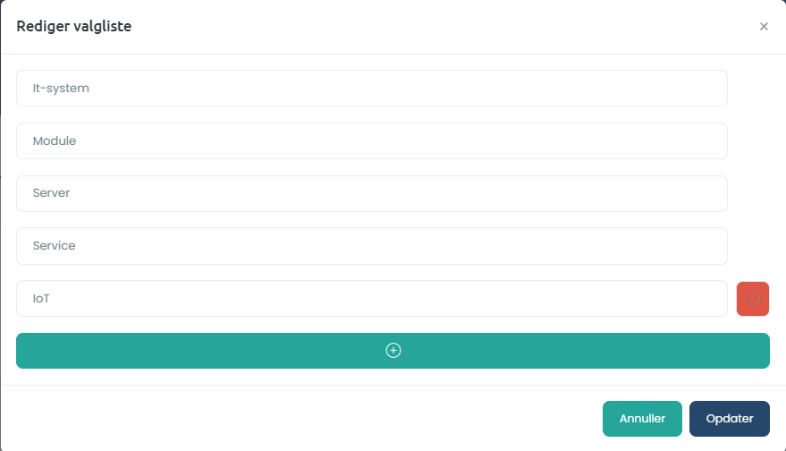 Rediger valgliste
It-system
Module
Server
Service
IoT
Annuller
Opdater